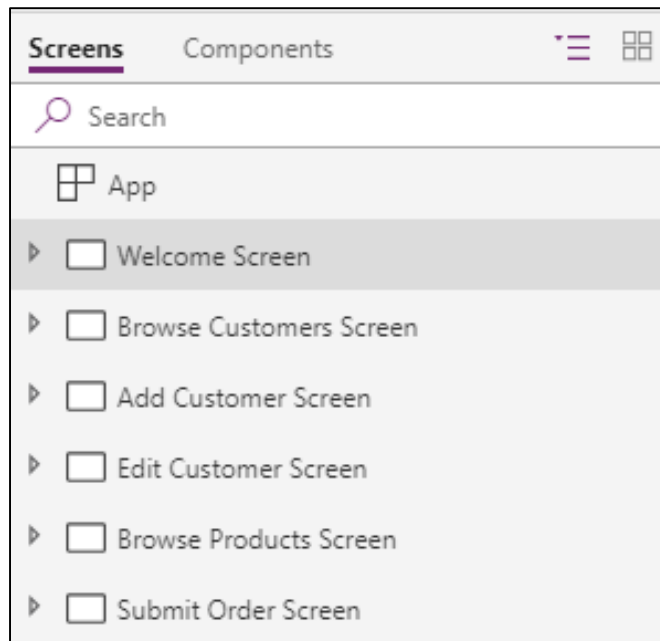 Screens Components
Search
App
Welcome Screen
Browse Customers Screen
Add Customer Screen
Edit Customer Screen
Browse Products Screen
Submit Order Screen